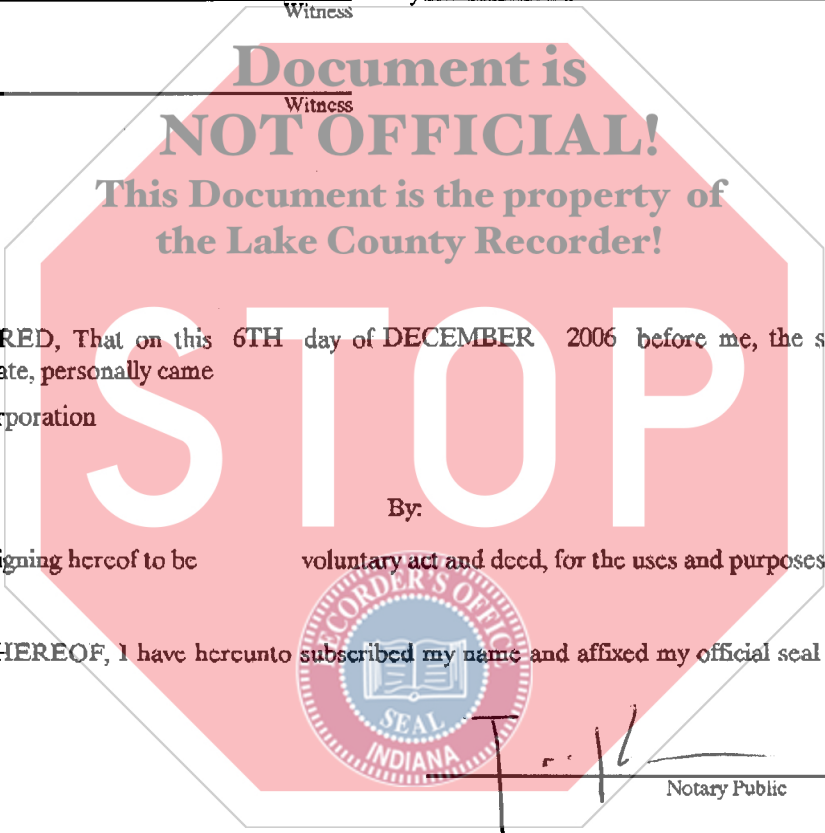 Witness
Document is
Witness
NOT OFFICIAL!
This Document is the property of
the Lake County Recorder!
RED, That on this 6TH day of DECEMBER 2006 before me, the s
ate, personally came
rporation
STOP
By:
igning hereof to be voluntary act and deed, for the uses and purposes
RECORDER'S OFFICE
HEREOF, I have hereunto subscribed my name and affixed my official seal
SEAL
INDIANA
Notary Public